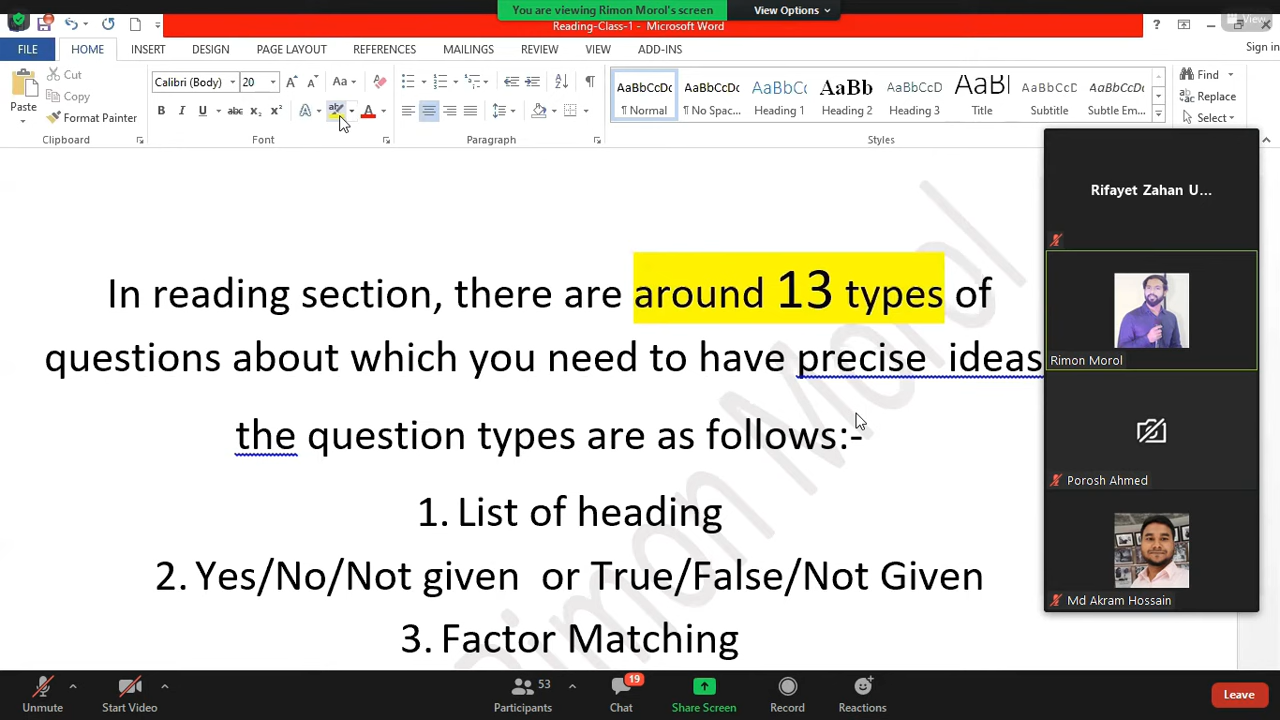 You are viewing Rimon Morol's screen
View Options
View
Reading-Class-1 - Microsoft Word
Sign in
FILE HOME INSERT DESIGN PAGE LAYOUT REFERENCES MAILINGS REVIEW VIEW ADD-INS
Paste
Cut
Copy
Format Painter
Clipboard
Calibri (Body) 20
Font
Paragraph
AaBbCcDc AaBbCcDc AaBbCc AaBb AaBbCcDc AaBl AaBbCcDc AaBbCcDc
¶ Normal ¶ No Spac... Heading 1 Heading 2 Heading 3 Title Subtitle Subtle Em...
Styles
Find
Replace
Select
In reading section, there are around 13 types of
questions about which you need to have precise ideas
the question types are as follows:-
1. List of heading
2. Yes/No/Not given or True/False/Not Given
3. Factor Matching
Rimon Morol
Rifayet Zahan U...
Rimon Morol
Porosh Ahmed
Md Akram Hossain
Unmute
Start Video
53
Participants
19
Chat
Share Screen
Record
Reactions
Leave